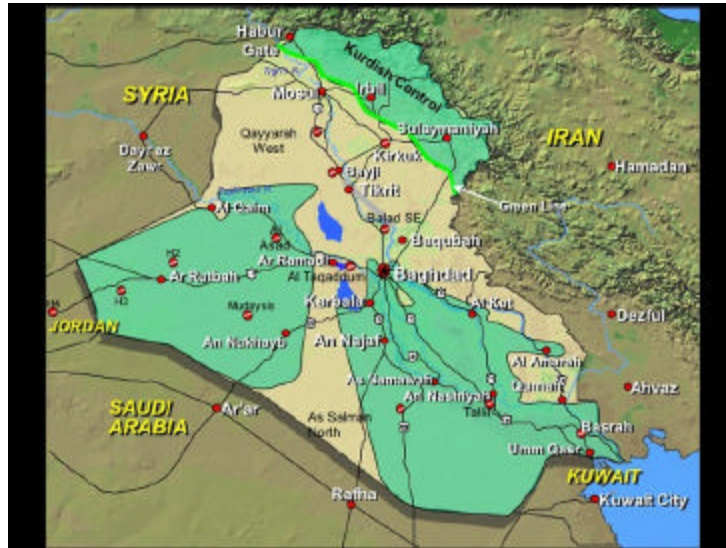 Habur
Gate
Kurdish Control
SYRIA
Mosul
Irbil
Qayyarah
West
Sulaymaniyah
IRAN
Dayr az
Zawr
Kirkuk
Hamadan
Bayji
Tikrit
Green Line
Al Qaim
Balad SE
Al
Asad
Baqubah
H2
Ar Ramadi
Al Taqaddum
Baghdad
Ar Rutbah
H3
Mudaysis
Karbala
Al Kut
Dezful
JORDAN
An Nukhayb
An Najaf
Al Amarah
As Samawah
Qurnah
Ahvaz
An Nasiriyah
Tallil
SAUDI
ARABIA
Ar'ar
As Salman
North
Basrah
Umm Qasr
KUWAIT
Rafha
Kuwait City